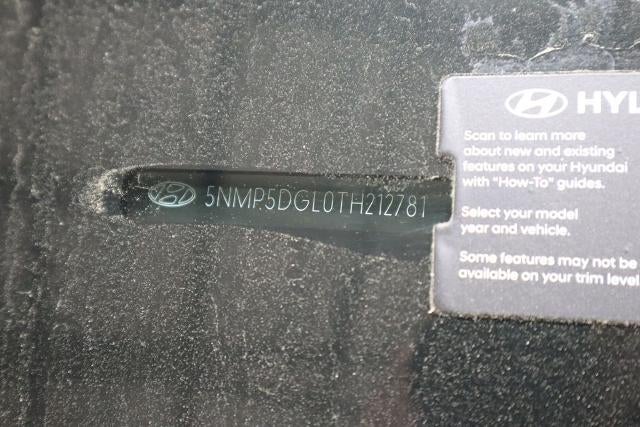 5NMP5DGL0TH212781
HYU
Scan to learn more
about new and existing
features on your Hyundai
with "How-To" guides.
Select your model
year and vehicle.
Some features may not be
available on your trim level